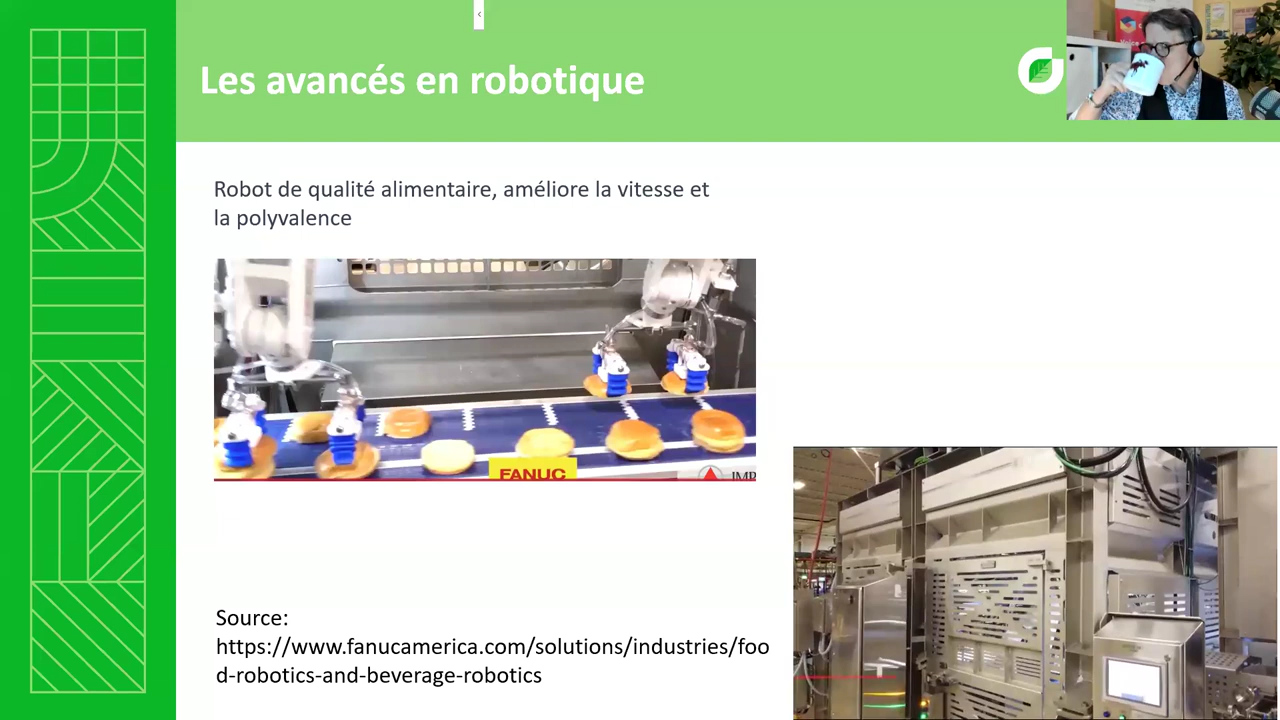 Les avancés en robotique
Robot de qualité alimentaire, améliore la vitesse et
la polyvalence
FANUC
Source:
https://www.fanucamerica.com/solutions/industries/foo
d-robotics-and-beverage-robotics